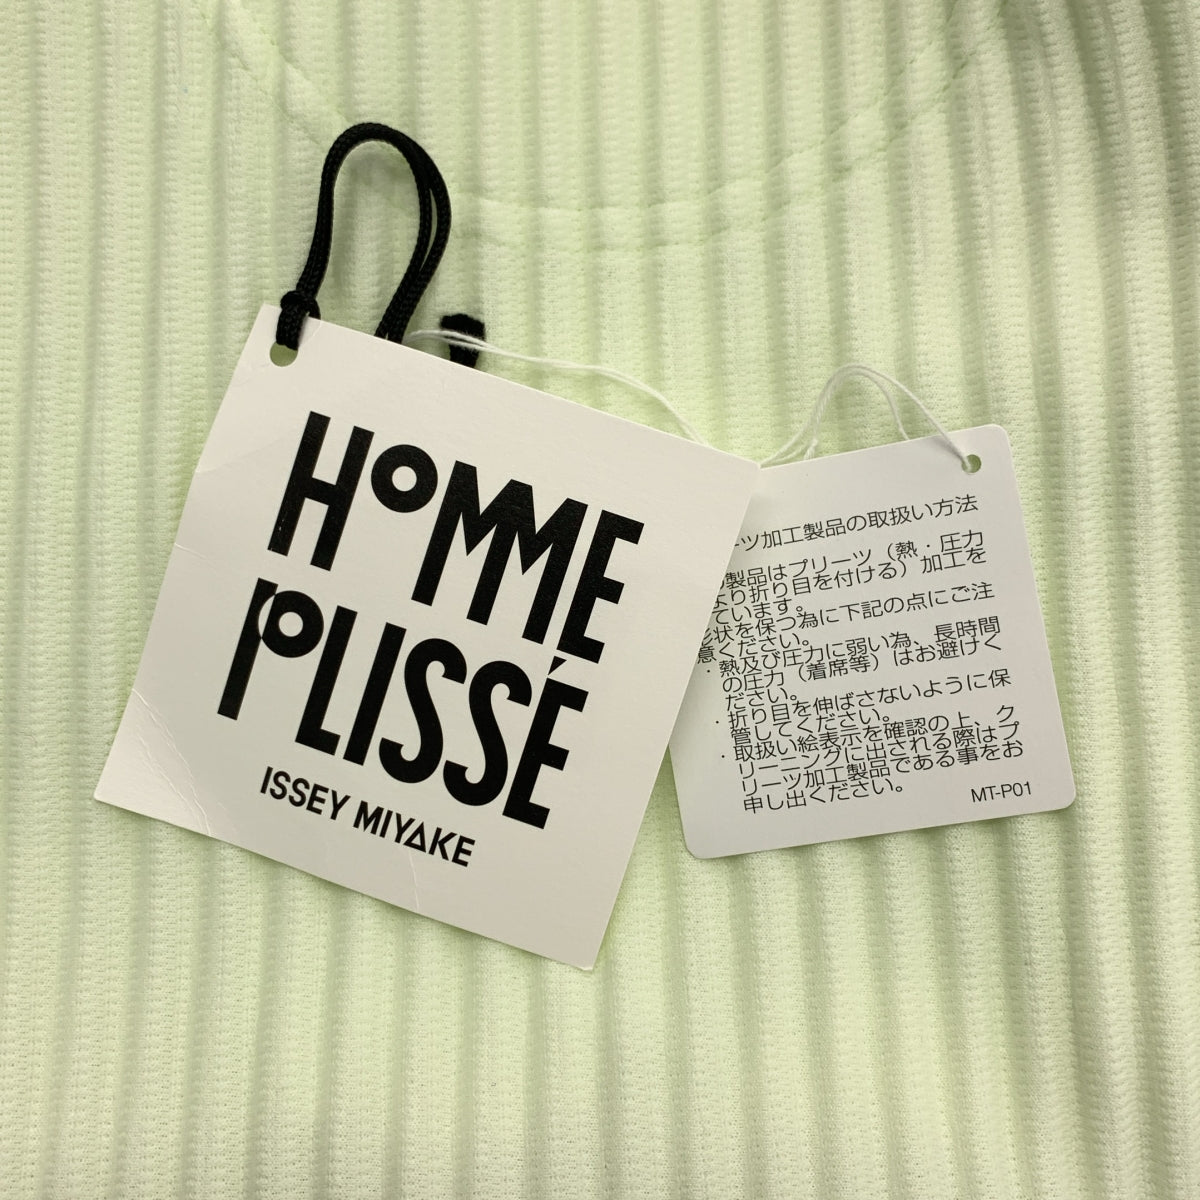 HOMME
PLISSÉ
ISSEY MIYAKE
ーツ加工製品の取扱い方法
製品はプリーツ（熱・圧力
より折り目を付ける）加工を
ています。
形状を保つ為に下記の点にご注
意ください。
・熱及び圧力に弱い為、長時間
の圧力（着席等）はお避けく
ださい。
・折り目を伸ばさないように保
管してください。
・取扱い絵表示を確認の上、ク
リーニングに出される際はプ
リーツ加工製品である事をお
申し出ください。
MT-P01